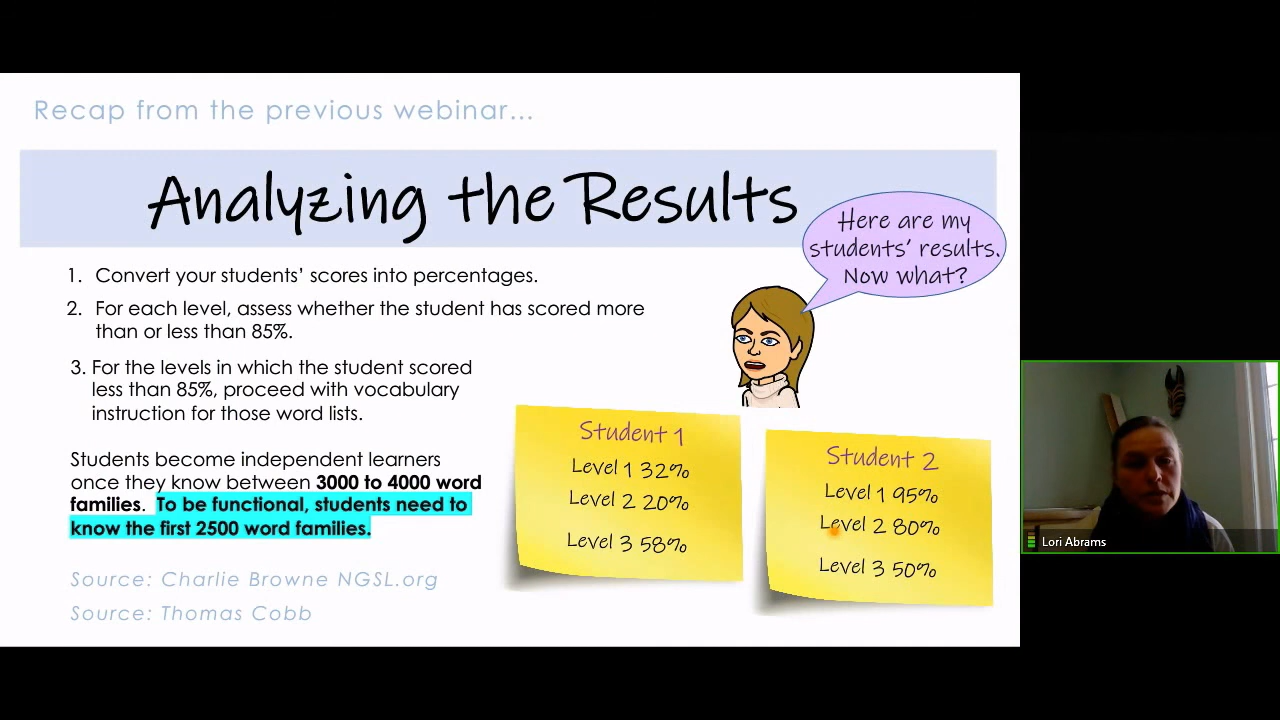 Recap from the previous webinar...
Analyzing the Results
Here are my
students' results.
Now what?
1. Convert your students' scores into percentages.
2. For each level, assess whether the student has scored more
than or less than 85%.
3. For the levels in which the student scored
less than 85%, proceed with vocabulary
instruction for those word lists.
Students become independent learners
once they know between 3000 to 4000 word
families. To be functional, students need to
know the first 2500 word families.
Source: Charlie Browne NGSL.org
Source: Thomas Cobb
Student 1
Level 1 32%
Level 2 20%
Level 3 58%
Student 2
Level 1 95%
Level 2 80%
Level 3 50%
Lori Abrams